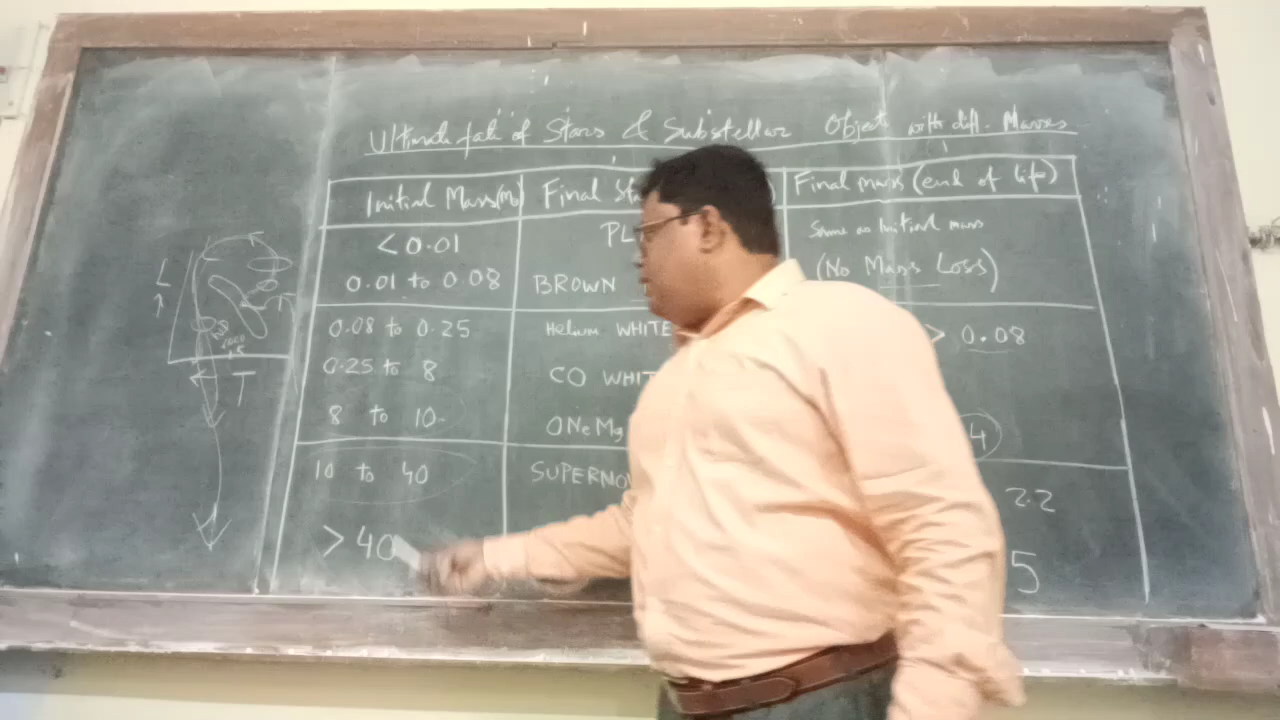 Ultimate fate of Stars & Substellar Objects with diff. Masses
Initial Mass(M₀) Final Final mass (end of life)
< 0.01 PL Same as Initial mass
0.01 to 0.08 BROWN (No Mass Loss)
0.08 to 0.25 Helium WHITE > 0.08
0.25 to 8 CO WHIT
8 to 10 ONeMg 4
10 to 40 SUPERNO 2.2
> 40 5
L
T